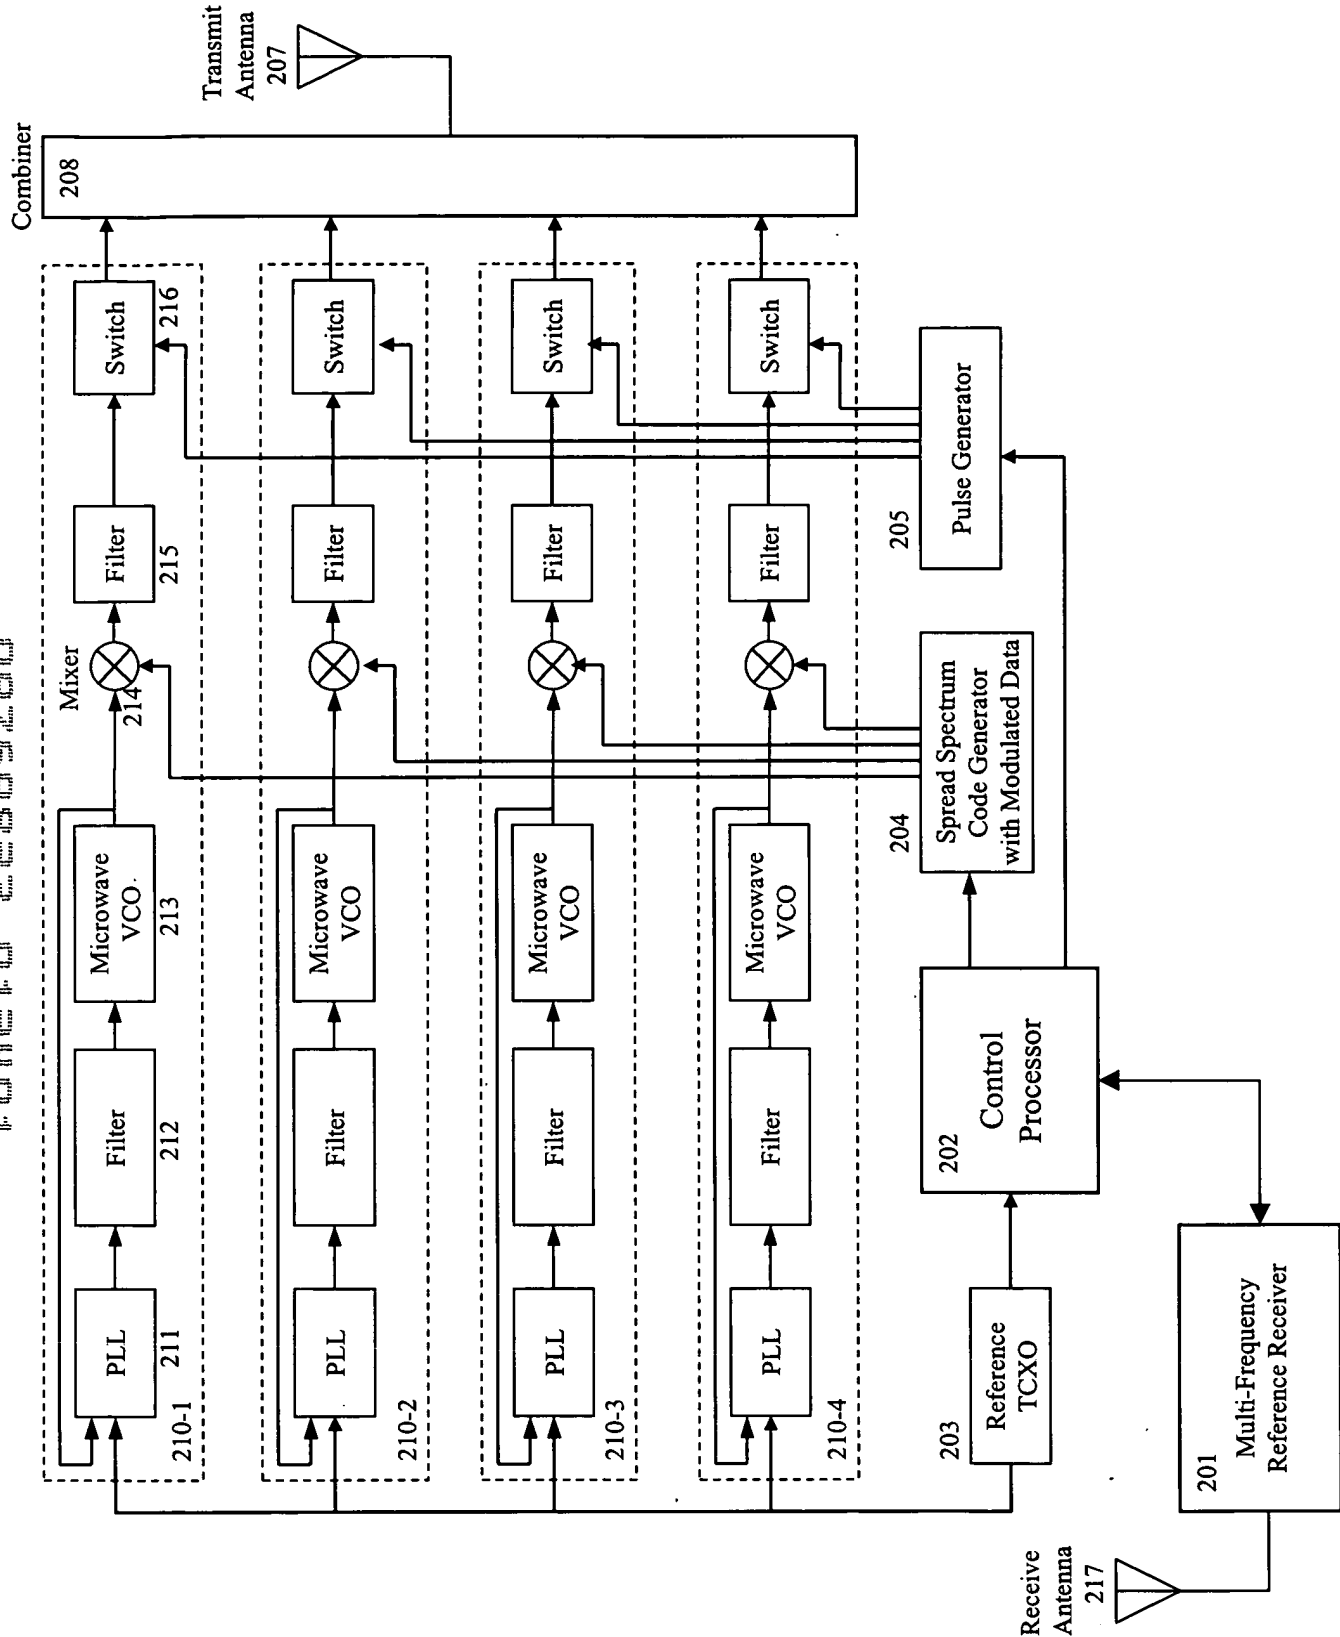 Combiner
208
Transmit
Antenna
207
PLL
211
210-1
Filter
212
Microwave
VCO
213
Mixer
214
Filter
215
Switch
216
PLL
210-2
Filter
Microwave
VCO
Filter
Switch
PLL
210-3
Filter
Microwave
VCO
Filter
Switch
PLL
210-4
Filter
Microwave
VCO
Filter
Switch
203
Reference
TCXO
202
Control
Processor
204
Spread Spectrum
Code Generator
with Modulated Data
205
Pulse Generator
Receive
Antenna
217
201
Multi-Frequency
Reference Receiver